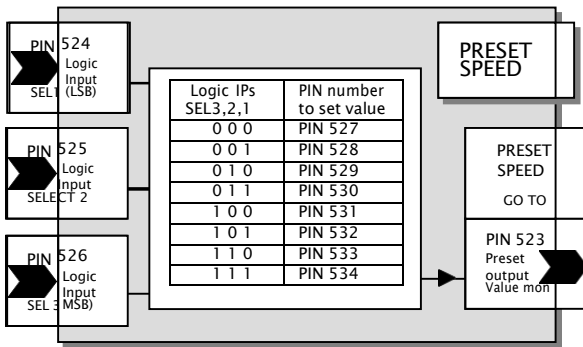 PIN 524
Logic
Input
SEL1 (LSB)
PIN 525
Logic
Input
SELECT 2
PIN 526
Logic
Input
SEL 3 MSB)
Logic IPs PIN number
SEL3,2,1 to set value
0 0 0 PIN 527
0 0 1 PIN 528
0 1 0 PIN 529
0 1 1 PIN 530
1 0 0 PIN 531
1 0 1 PIN 532
1 1 0 PIN 533
1 1 1 PIN 534
PRESET
SPEED
PRESET
SPEED
GO TO
PIN 523
Preset
output
Value mon